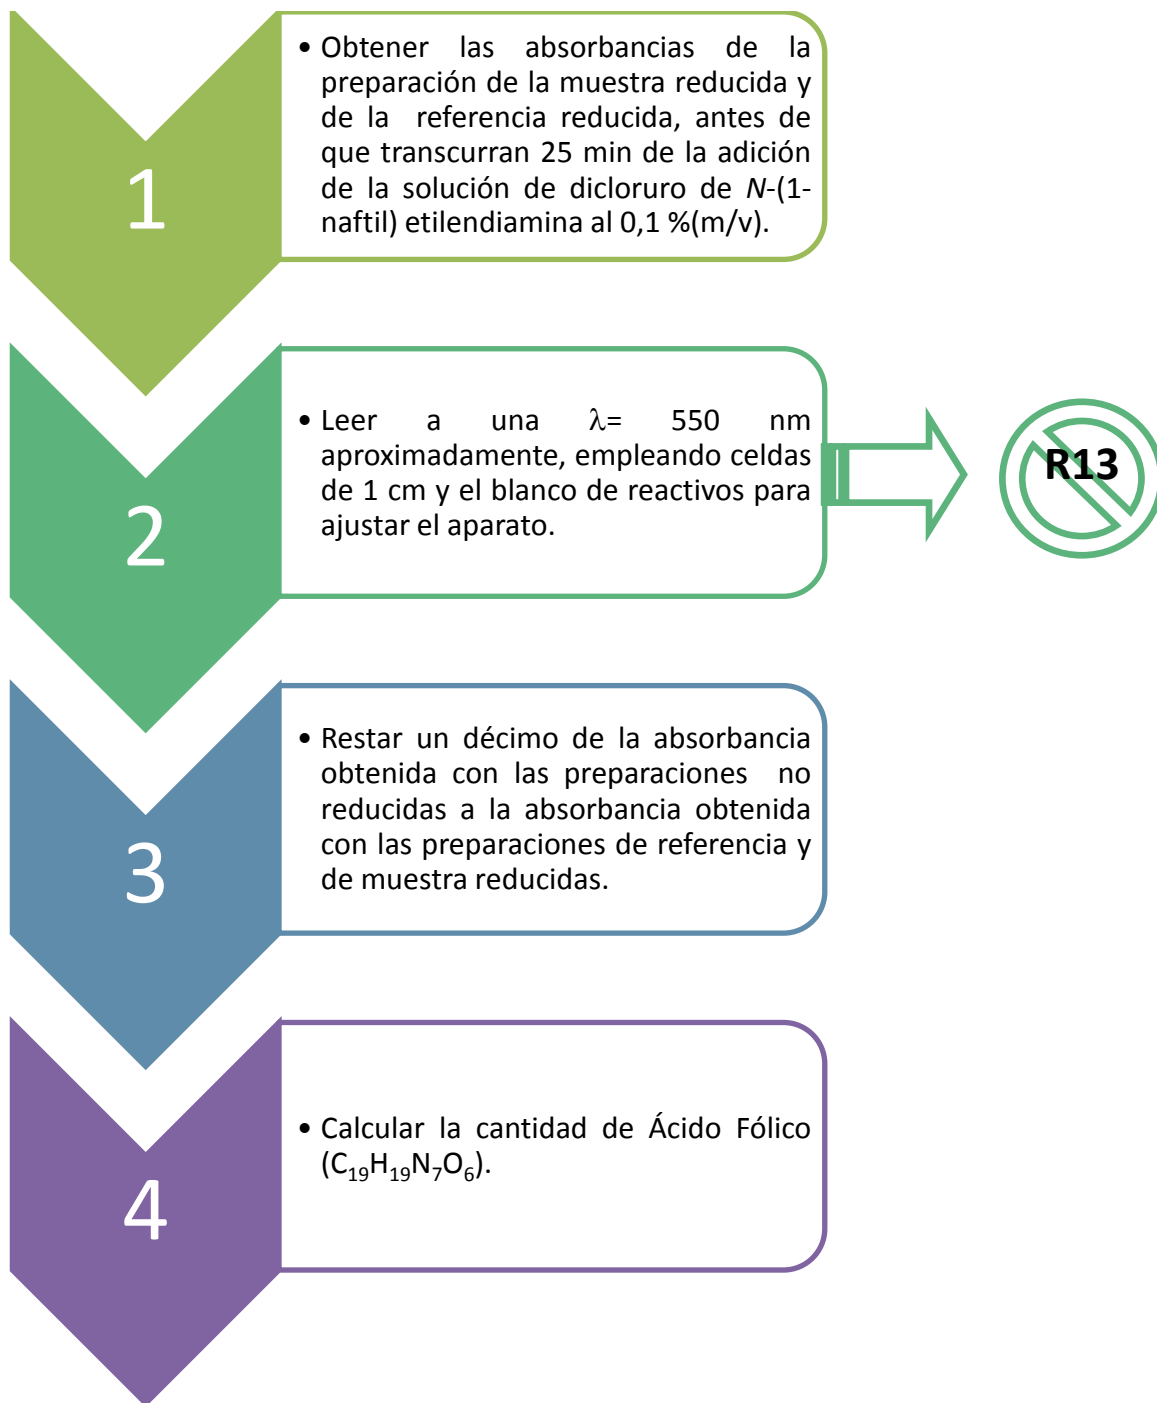 1
• Obtener las absorbancias de la
preparación de la muestra reducida y
de la referencia reducida, antes de
que transcurran 25 min de la adición
de la solución de dicloruro de N-(1-
naftil) etilendiamina al 0,1 %(m/v).
2
• Leer a una λ= 550 nm
aproximadamente, empleando celdas
de 1 cm y el blanco de reactivos para
ajustar el aparato.
R13
3
• Restar un décimo de la absorbancia
obtenida con las preparaciones no
reducidas a la absorbancia obtenida
con las preparaciones de referencia y
de muestra reducidas.
4
• Calcular la cantidad de Ácido Fólico
(C₁₉H₁₉N₇O₆).